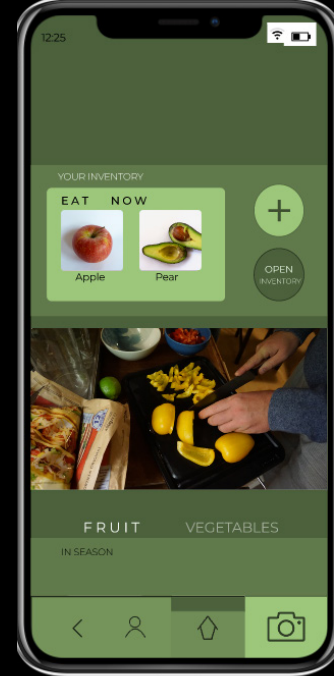 12:25
YOUR INVENTORY
EAT NOW
Apple Pear
OPEN
INVENTORY
FRUIT VEGETABLES
IN SEASON